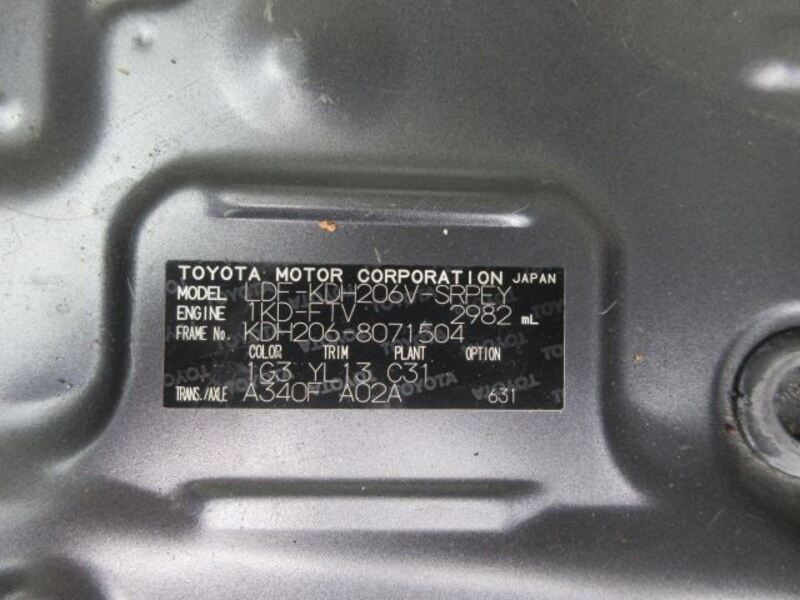 TOYOTA MOTOR CORPORATION JAPAN
MODEL LDF-KDH206V-SRPEY
ENGINE 1KD-FTV 2982 mL
FRAME No. KDH206-8071504
COLOR TRIM PLANT OPTION
1G3 YL13 C31
TRANS./AXLE A340F A02A 631